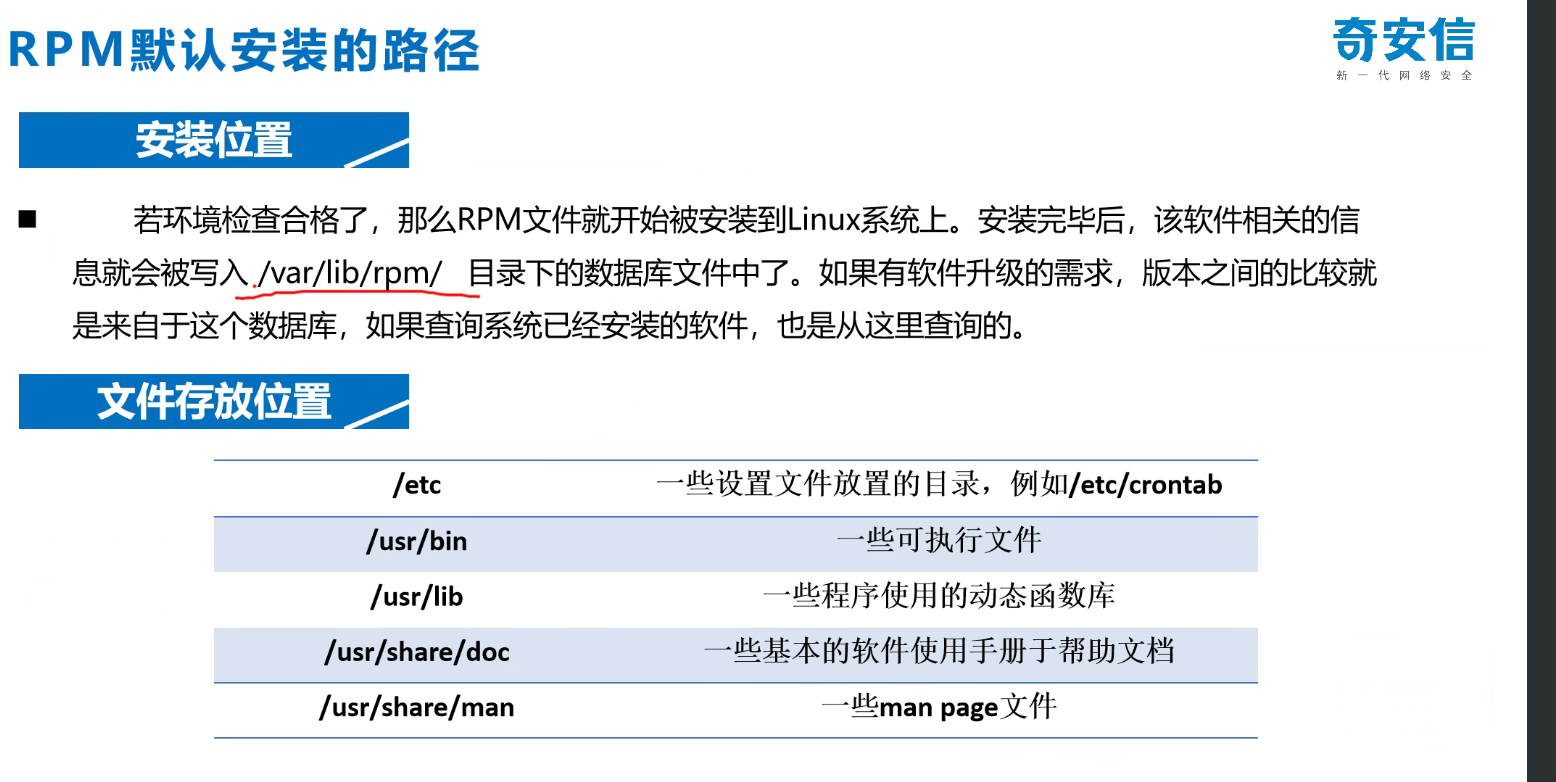 RPM默认安装的路径
奇安信
新一代网络安全
安装位置
■ 若环境检查合格了，那么RPM文件就开始被安装到Linux系统上。安装完毕后，该软件相关的信
息就会被写入 /var/lib/rpm/ 目录下的数据库文件中了。如果有软件升级的需求，版本之间的比较就
是来自于这个数据库，如果查询系统已经安装的软件，也是从这里查询的。
文件存放位置
/etc 一些设置文件放置的目录，例如/etc/crontab
/usr/bin 一些可执行文件
/usr/lib 一些程序使用的动态函数库
/usr/share/doc 一些基本的软件使用手册于帮助文档
/usr/share/man 一些man page文件